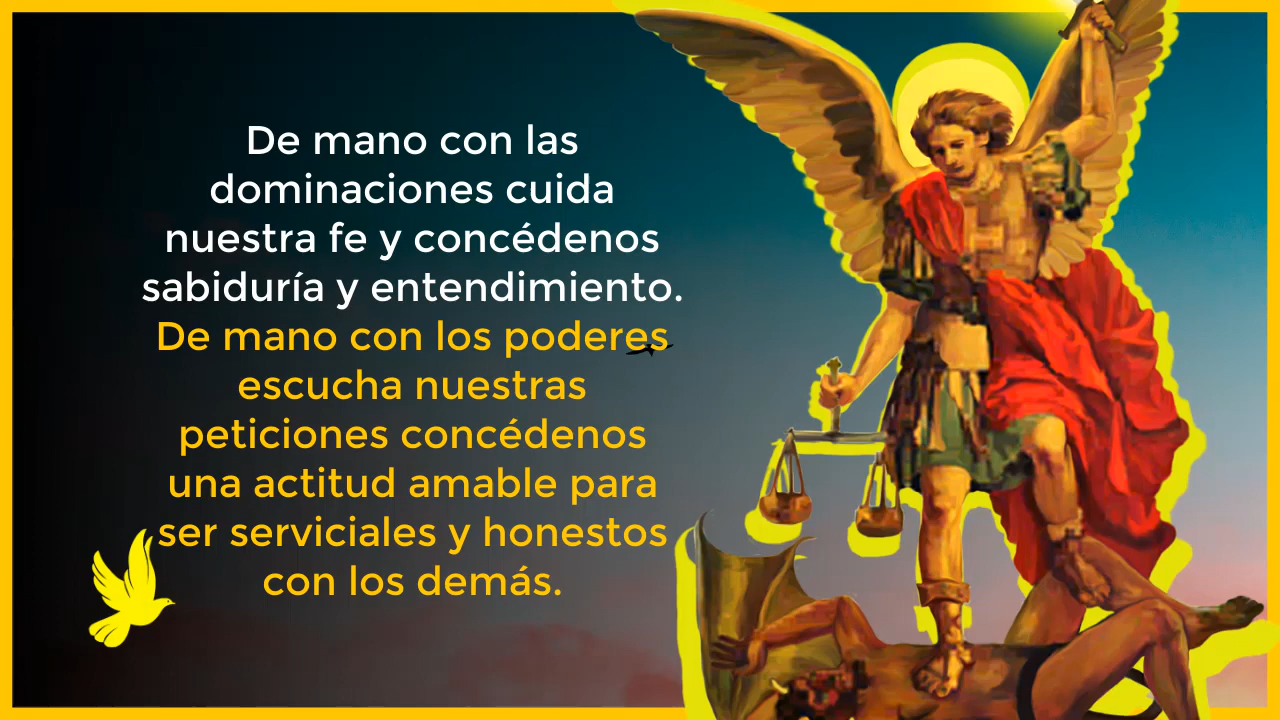 De mano con las
dominaciones cuida
nuestra fe y concédenos
sabiduría y entendimiento.
De mano con los poderes
escucha nuestras
peticiones concédenos
una actitud amable para
ser serviciales y honestos
con los demás.